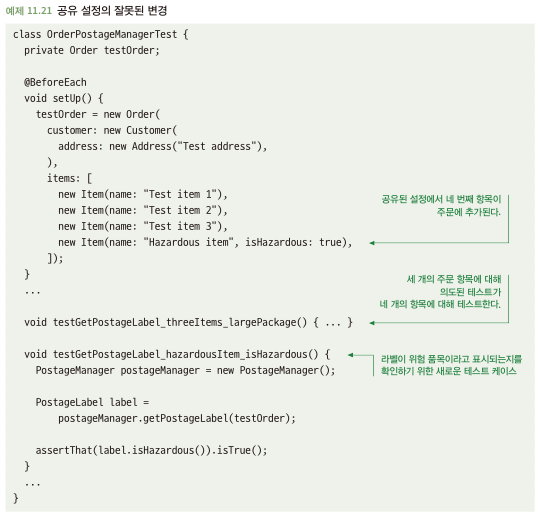 예제 11.21 공유 설정의 잘못된 변경
class OrderPostageManagerTest {
  private Order testOrder;

  @BeforeEach
  void setUp() {
    testOrder = new Order(
      customer: new Customer(
        address: new Address("Test address"),
      ),
      items: [
        new Item(name: "Test item 1"),
        new Item(name: "Test item 2"),
        new Item(name: "Test item 3"),
        new Item(name: "Hazardous item", isHazardous: true),
      ]);
  }
  ...
공유된 설정에서 네 번째 항목이
주문에 추가된다.
세 개의 주문 항목에 대해
의도된 테스트가
네 개의 항목에 대해 테스트한다.

  void testGetPostageLabel_threeItems_largePackage() { ... }

  void testGetPostageLabel_hazardousItem_isHazardous() {
라벨이 위험 품목이라고 표시되는지를
확인하기 위한 새로운 테스트 케이스
    PostageManager postageManager = new PostageManager();

    PostageLabel label =
        postageManager.getPostageLabel(testOrder);

    assertThat(label.isHazardous()).isTrue();
  }
  ...
}